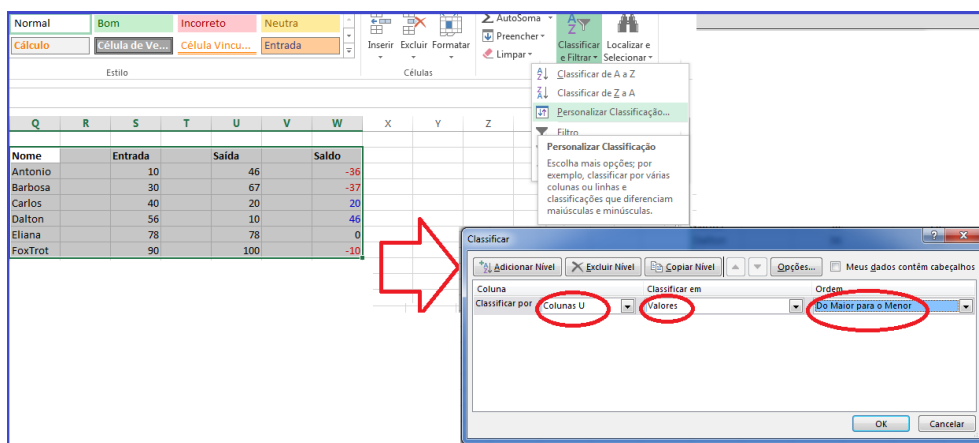 Normal Bom Incorreto Neutra
Cálculo Célula de Ve... Célula Vincu... Entrada
Estilo
Inserir Excluir Formatar
Células
AutoSoma
Preencher
Limpar
Classificar e Filtrar
Localizar e Selecionar
Classificar de A a Z
Classificar de Z a A
Personalizar Classificação...
Filtro
Personalizar Classificação
Escolha mais opções; por
exemplo, classificar por várias
colunas ou linhas e
classificações que diferenciam
maiúsculas e minúsculas.
Q R S T U V W X Y Z
Nome Entrada Saída Saldo
Antonio 10 46 -36
Barbosa 30 67 -37
Carlos 40 20 20
Dalton 56 10 46
Eliana 78 78 0
FoxTrot 90 100 -10
Classificar
Adicionar Nível Excluir Nível Copiar Nível Opções... Meus dados contêm cabeçalhos
Coluna Classificar em Ordem
Classificar por Colunas U Valores Do Maior para o Menor
OK Cancelar